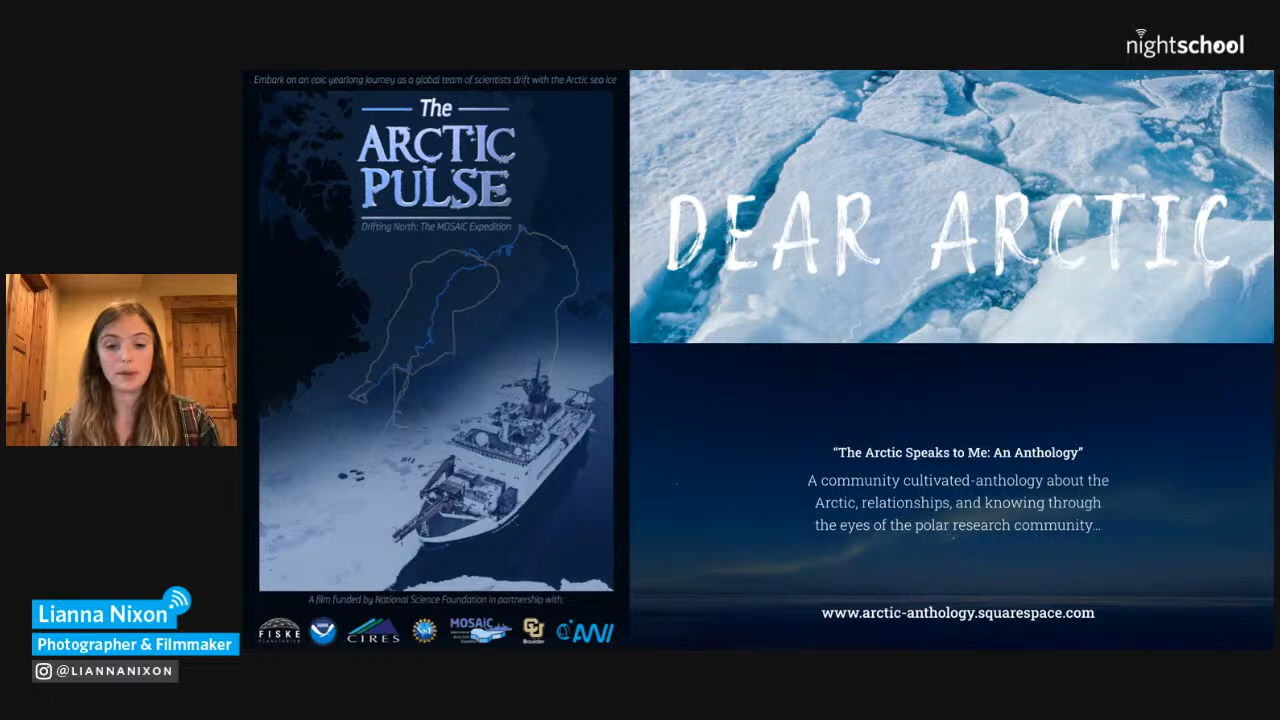 nightschool
Embark on an epic yearlong journey as a global team of scientists drift with the Arctic sea ice
The
ARCTIC
PULSE
Drifting North: The MOSAiC Expedition
DEAR ARCTIC
“The Arctic Speaks to Me: An Anthology”
A community cultivated-anthology about the
Arctic, relationships, and knowing through
the eyes of the polar research community...
www.arctic-anthology.squarespace.com
A film funded by National Science Foundation in partnership with:
FISKE
CIRES
NSF
MOSAiC
CU
Boulder
AWI
Lianna Nixon
Photographer & Filmmaker
@LIANNANIXON